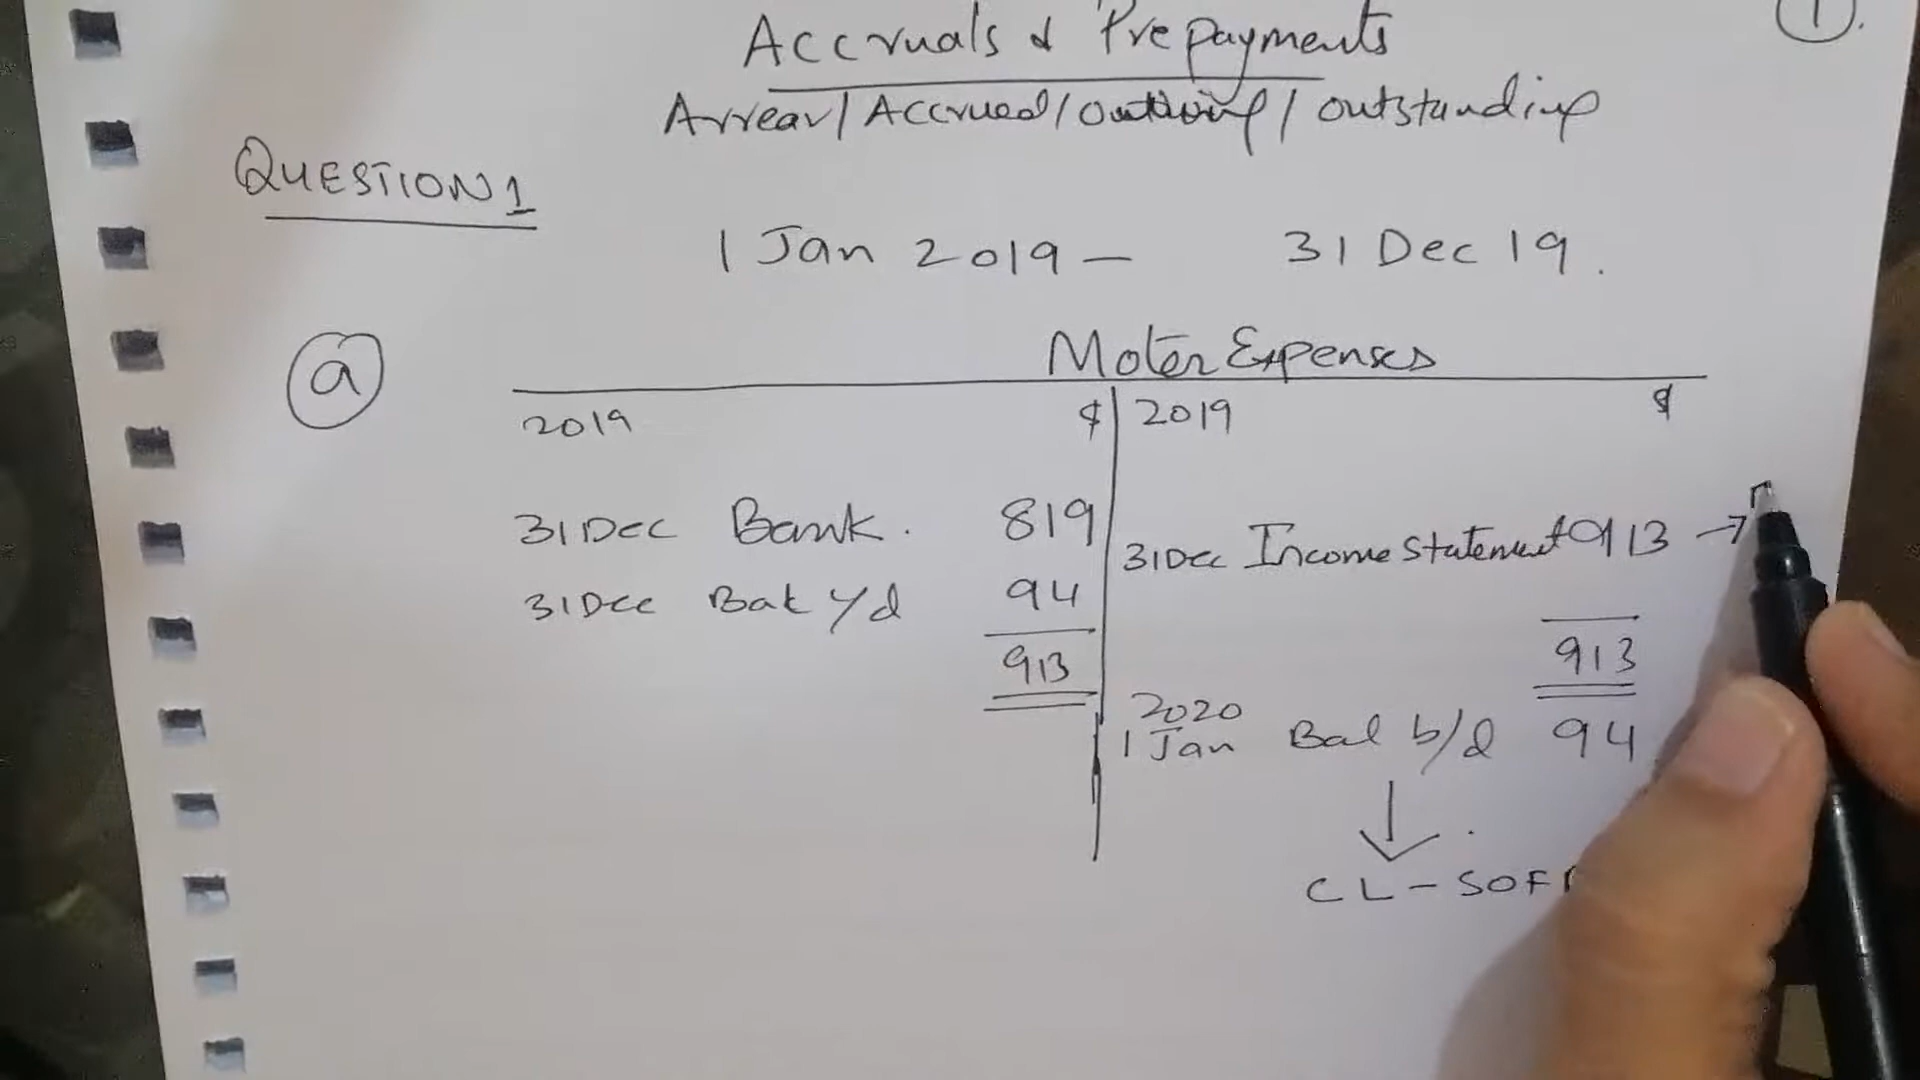 1.
Accruals & Prepayments
Arrear / Accrued / / outstanding
QUESTION 1
1 Jan 2019 — 31 Dec 19.
a
Moter Expenses
2019 $ 2019 $
31 Dec Bank. 819
31 Dec Income Statement 913 →
31 Dec Bal y/d 94
913 913
2020
1 Jan Bal b/d 94
↓
CL - SOF